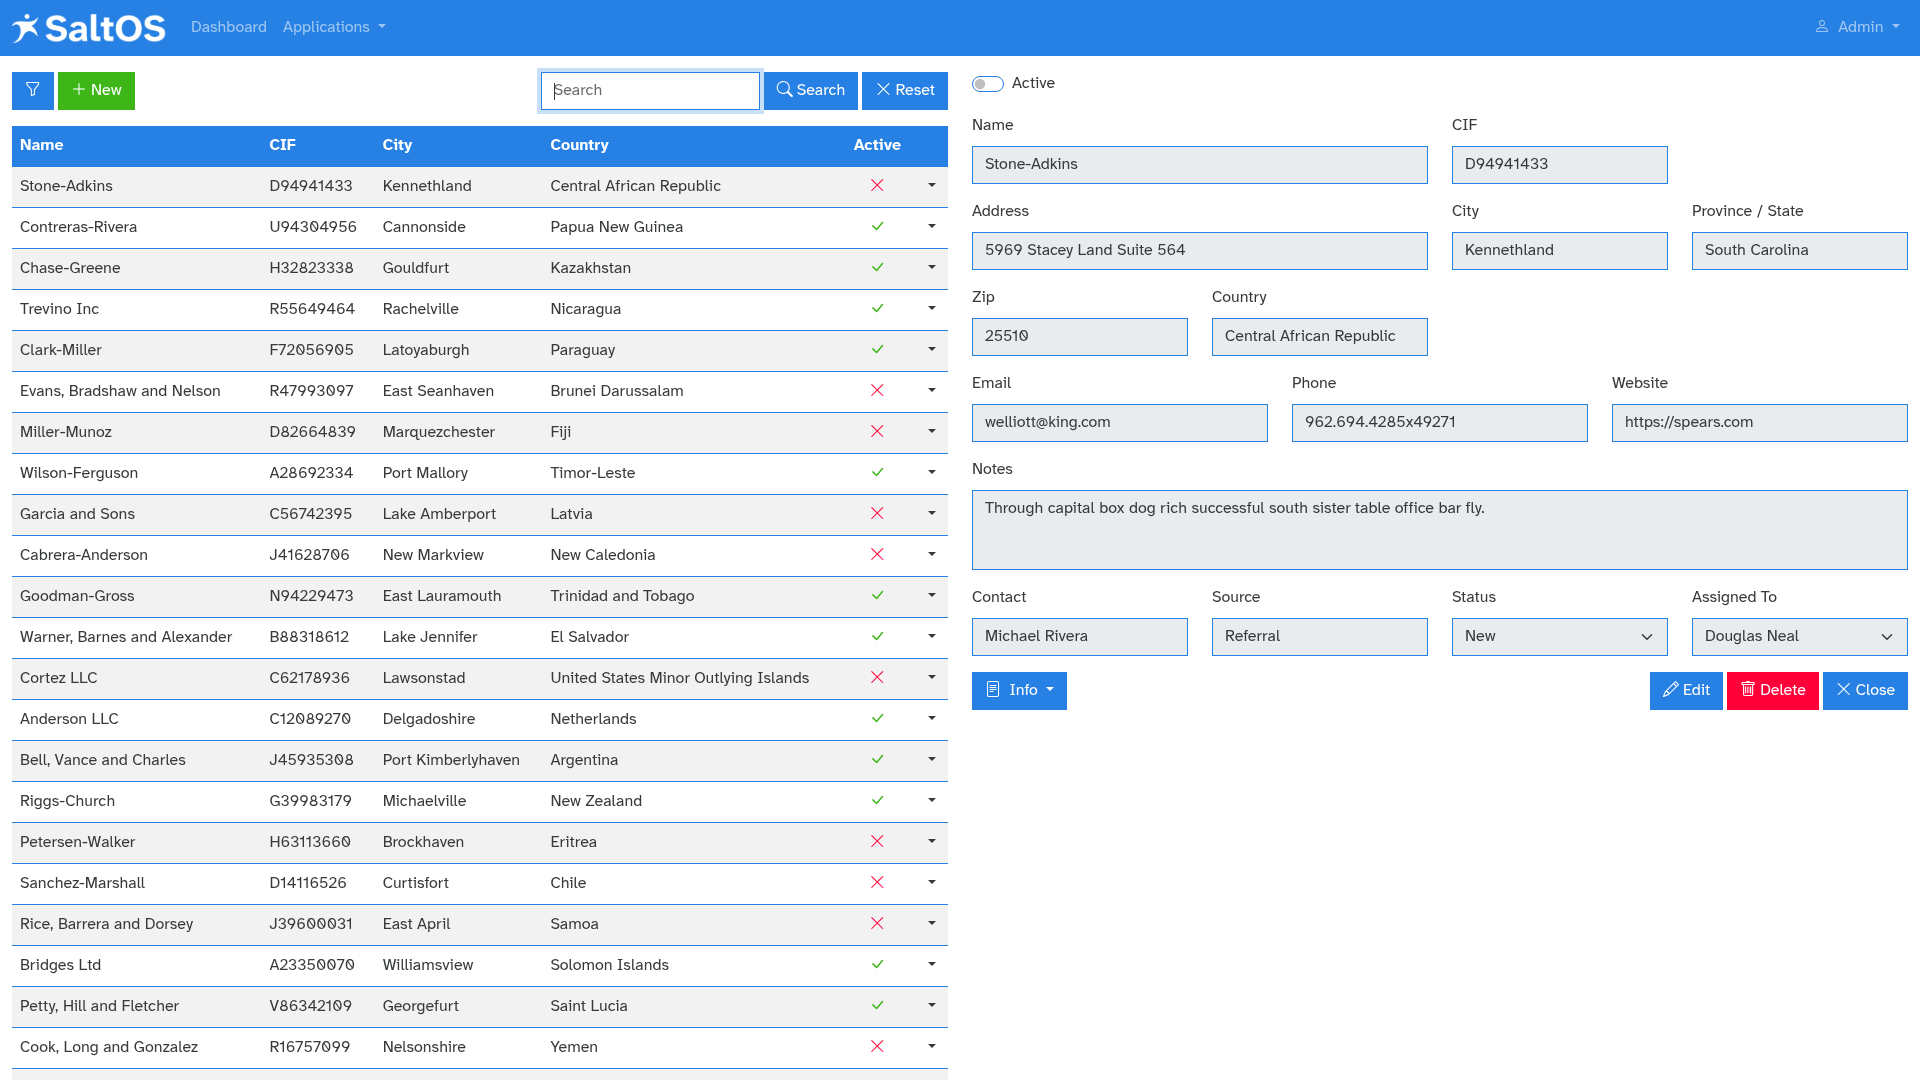 SaltOS Dashboard Applications Admin
New Search Search Reset
Name CIF City Country Active
Stone-Adkins D94941433 Kennethland Central African Republic
Contreras-Rivera U94304956 Cannonside Papua New Guinea
Chase-Greene H32823338 Gouldfurt Kazakhstan
Trevino Inc R55649464 Rachelville Nicaragua
Clark-Miller F72056905 Latoyaburgh Paraguay
Evans, Bradshaw and Nelson R47993097 East Seanhaven Brunei Darussalam
Miller-Munoz D82664839 Marquezchester Fiji
Wilson-Ferguson A28692334 Port Mallory Timor-Leste
Garcia and Sons C56742395 Lake Amberport Latvia
Cabrera-Anderson J41628706 New Markview New Caledonia
Goodman-Gross N94229473 East Lauramouth Trinidad and Tobago
Warner, Barnes and Alexander B88318612 Lake Jennifer El Salvador
Cortez LLC C62178936 Lawsonstad United States Minor Outlying Islands
Anderson LLC C12089270 Delgadoshire Netherlands
Bell, Vance and Charles J45935308 Port Kimberlyhaven Argentina
Riggs-Church G39983179 Michaelville New Zealand
Petersen-Walker H63113660 Brockhaven Eritrea
Sanchez-Marshall D14116526 Curtisfort Chile
Rice, Barrera and Dorsey J39600031 East April Samoa
Bridges Ltd A23350070 Williamsview Solomon Islands
Petty, Hill and Fletcher V86342109 Georgefurt Saint Lucia
Cook, Long and Gonzalez R16757099 Nelsonshire Yemen
Active
Name CIF
Stone-Adkins D94941433
Address City Province / State
5969 Stacey Land Suite 564 Kennethland South Carolina
Zip Country
25510 Central African Republic
Email Phone Website
welliott@king.com 962.694.4285x49271 https://spears.com
Notes
Through capital box dog rich successful south sister table office bar fly.
Contact Source Status Assigned To
Michael Rivera Referral New Douglas Neal
Info Edit Delete Close